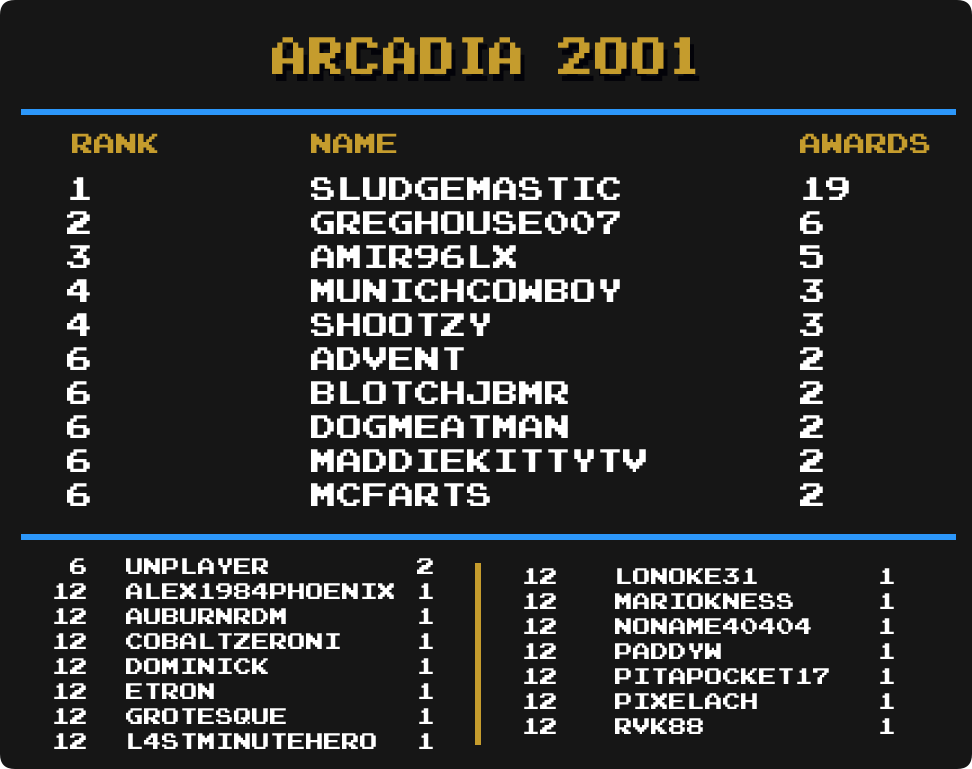 ARCADIA 2001
RANK NAME AWARDS
1 SLUDGEMASTIC 19
2 GREGHOUSE007 6
3 AMIR96LX 5
4 MUNICHCOWBOY 3
4 SHOOTZY 3
6 ADVENT 2
6 BLOTCHJBMR 2
6 DOGMEATMAN 2
6 MADDIEKITTYTV 2
6 MCFARTS 2
6 UNPLAYER 2
12 ALEX1984PHOENIX 1
12 AUBURNRDM 1
12 COBALTZERONI 1
12 DOMINICK 1
12 ETRON 1
12 GROTESQUE 1
12 L4STMINUTEHERO 1
12 LONOKE31 1
12 MARIOKNESS 1
12 NONAME40404 1
12 PADDYW 1
12 PITAPOCKET17 1
12 PIXELACH 1
12 RVK88 1